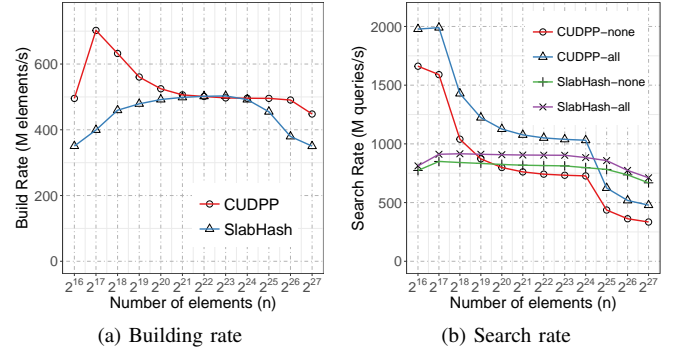 Build Rate (M elements/s)
600
400
200
0
CUDPP
SlabHash
2^16 2^17 2^18 2^19 2^20 2^21 2^22 2^23 2^24 2^25 2^26 2^27
Number of elements (n)
(a) Building rate
Search Rate (M queries/s)
2000
1500
1000
500
0
CUDPP−none
CUDPP−all
SlabHash−none
SlabHash−all
2^16 2^17 2^18 2^19 2^20 2^21 2^22 2^23 2^24 2^25 2^26 2^27
Number of elements (n)
(b) Search rate